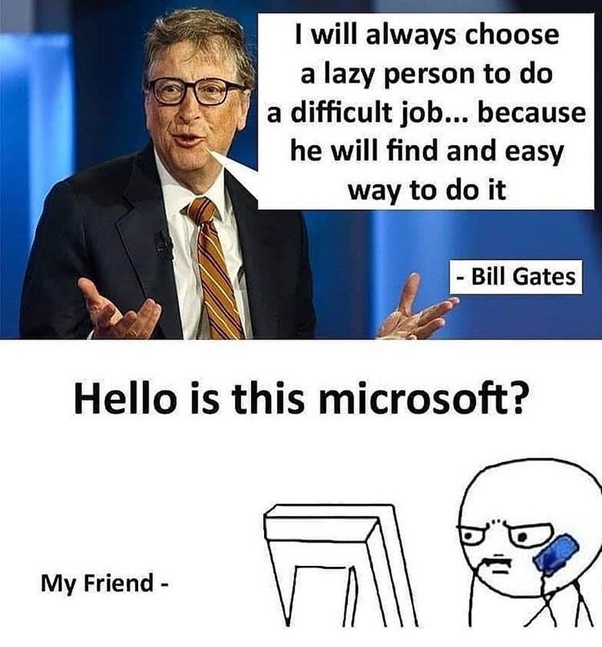 I will always choose
a lazy person to do
a difficult job... because
he will find and easy
way to do it
- Bill Gates
Hello is this microsoft?
My Friend -